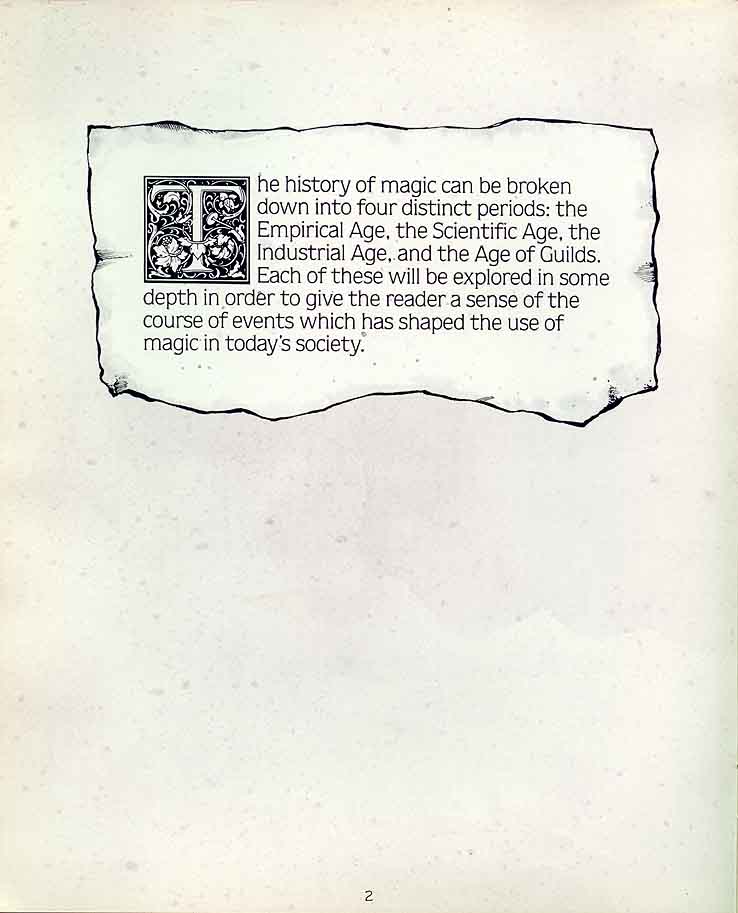 The history of magic can be broken
down into four distinct periods: the
Empirical Age, the Scientific Age, the
Industrial Age, and the Age of Guilds.
Each of these will be explored in some
depth in order to give the reader a sense of the
course of events which has shaped the use of
magic in today's society.
2